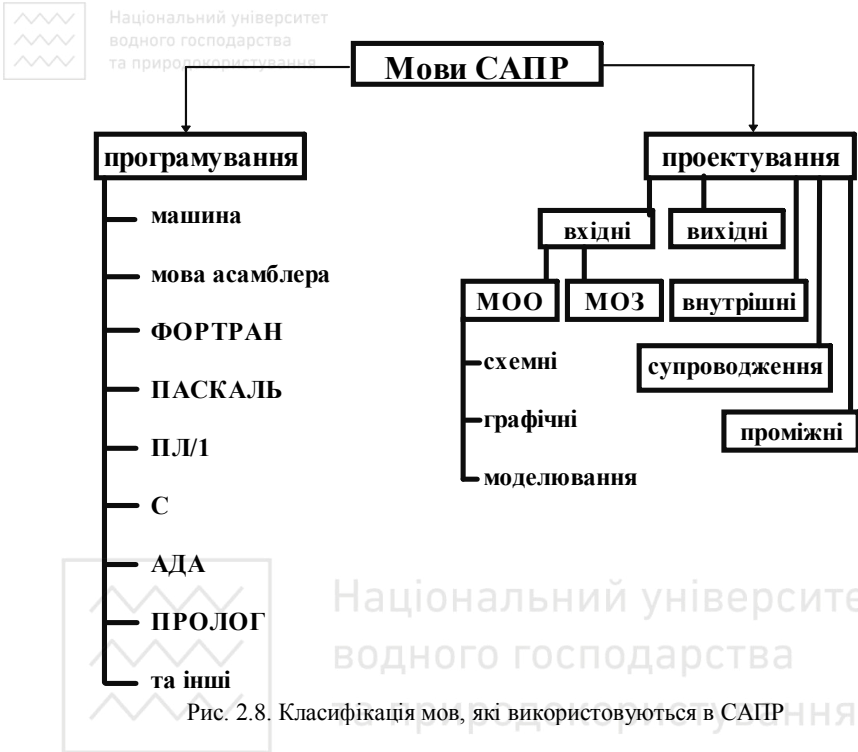 Національний університет
водного господарства
та природокористування
Мови САПР
програмування
машина
мова асамблера
ФОРТРАН
ПАСКАЛЬ
ПЛ/1
С
АДА
ПРОЛОГ
та інші
проектування
вхідні
вихідні
МОО
МОЗ
внутрішні
схемні
графічні
моделювання
супроводження
проміжні
Національний університе
водного господарства
та природокористування
Рис. 2.8. Класифікація мов, які використовуються в САПР